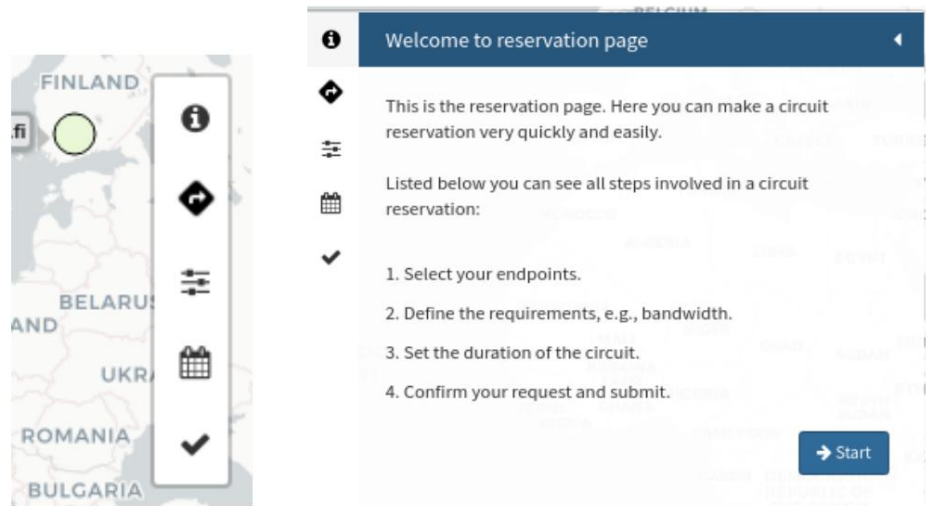 FINLAND
fi
BELARUS
AND
UKR
ROMANIA
BULGARIA
BELGIUM
Welcome to reservation page
This is the reservation page. Here you can make a circuit
reservation very quickly and easily.
Listed below you can see all steps involved in a circuit
reservation:
1. Select your endpoints.
2. Define the requirements, e.g., bandwidth.
3. Set the duration of the circuit.
4. Confirm your request and submit.
Start